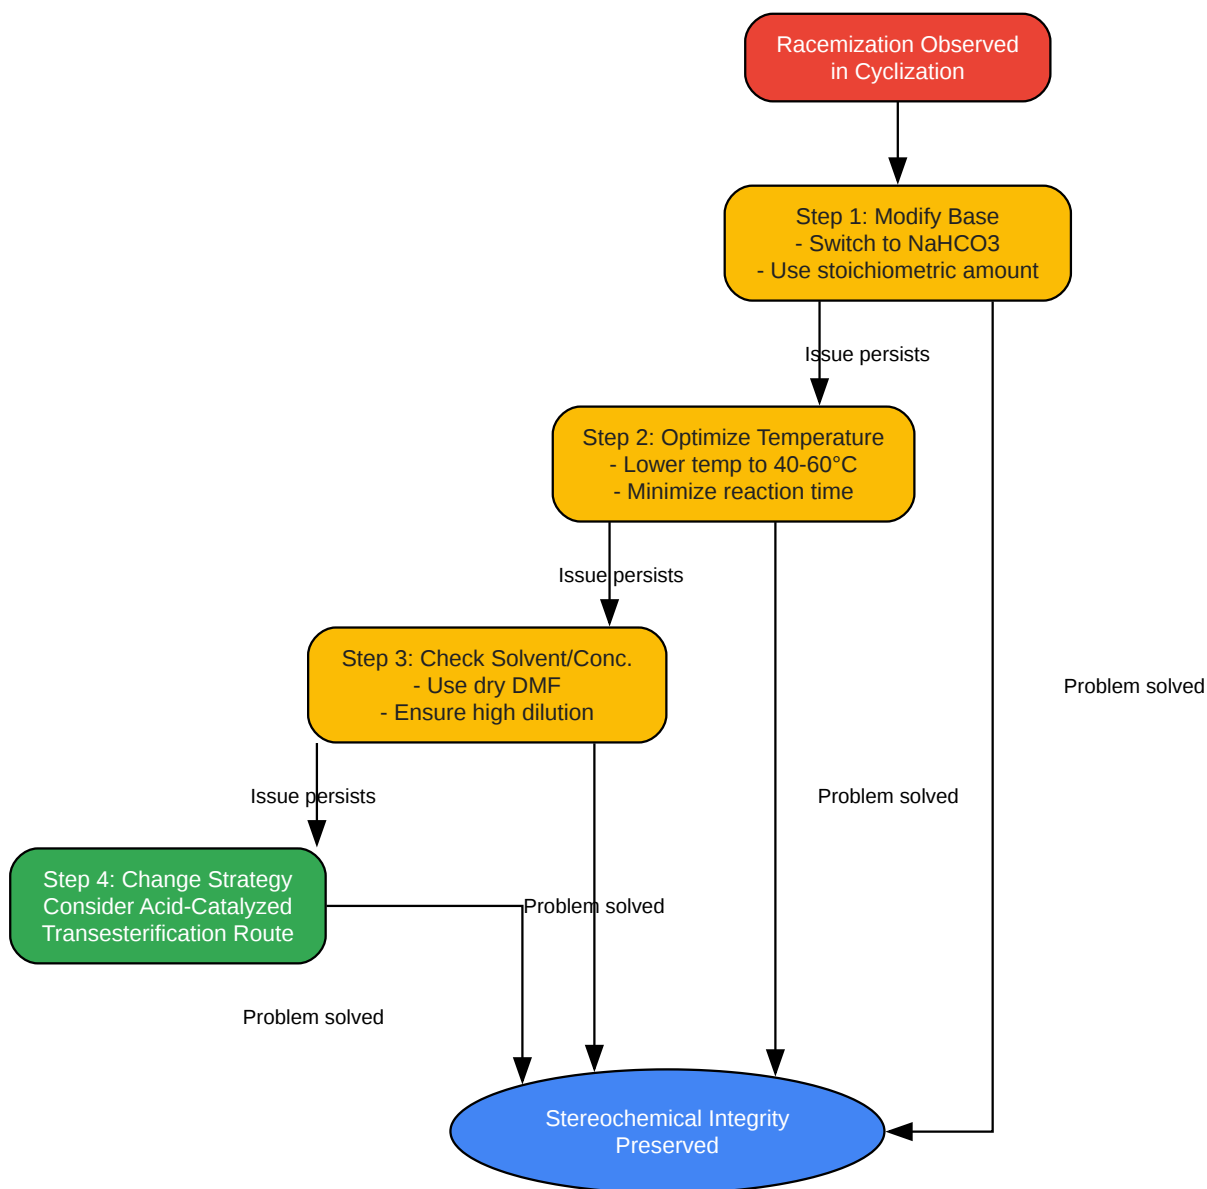 Racemization Observed
in Cyclization
Step 1: Modify Base
- Switch to NaHCO3
- Use stoichiometric amount
Issue persists
Step 2: Optimize Temperature
- Lower temp to 40-60°C
- Minimize reaction time
Issue persists
Step 3: Check Solvent/Conc.
- Use dry DMF
- Ensure high dilution
Problem solved
Issue persists
Problem solved
Step 4: Change Strategy
Consider Acid-Catalyzed
Transesterification Route
Problem solved
Problem solved
Stereochemical Integrity
Preserved